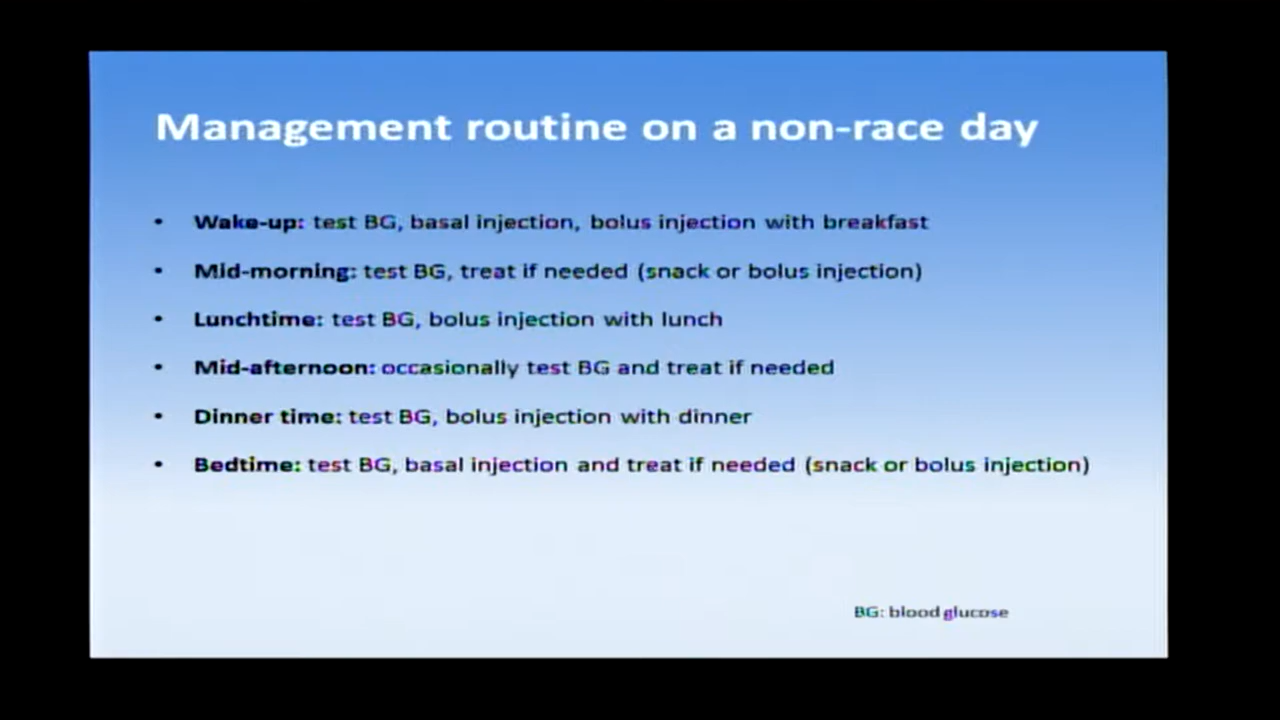 Management routine on a non-race day
• Wake-up: test BG, basal injection, bolus injection with breakfast
• Mid-morning: test BG, treat if needed (snack or bolus injection)
• Lunchtime: test BG, bolus injection with lunch
• Mid-afternoon: occasionally test BG and treat if needed
• Dinner time: test BG, bolus injection with dinner
• Bedtime: test BG, basal injection and treat if needed (snack or bolus injection)
BG: blood glucose